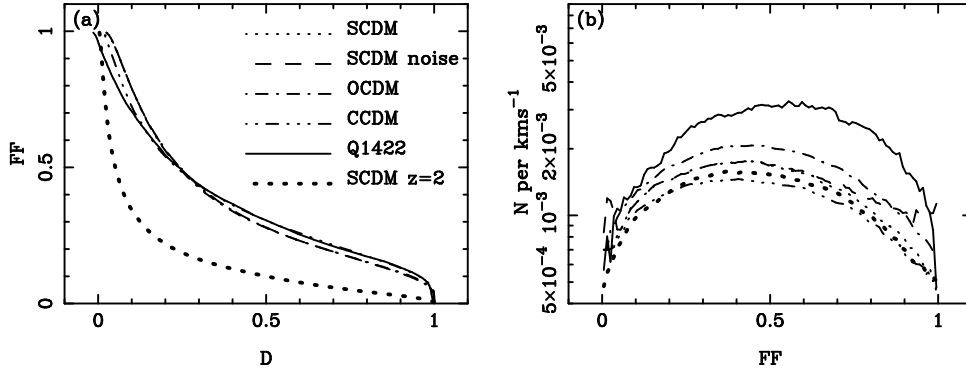 (a)
SCDM
SCDM noise
OCDM
CCDM
Q1422
SCDM z=2
FF
1
0.5
0
0
0.5
1
D
(b)
N per kms⁻¹
5×10⁻³
2×10⁻³
10⁻³
5×10⁻⁴
0
0.5
1
FF